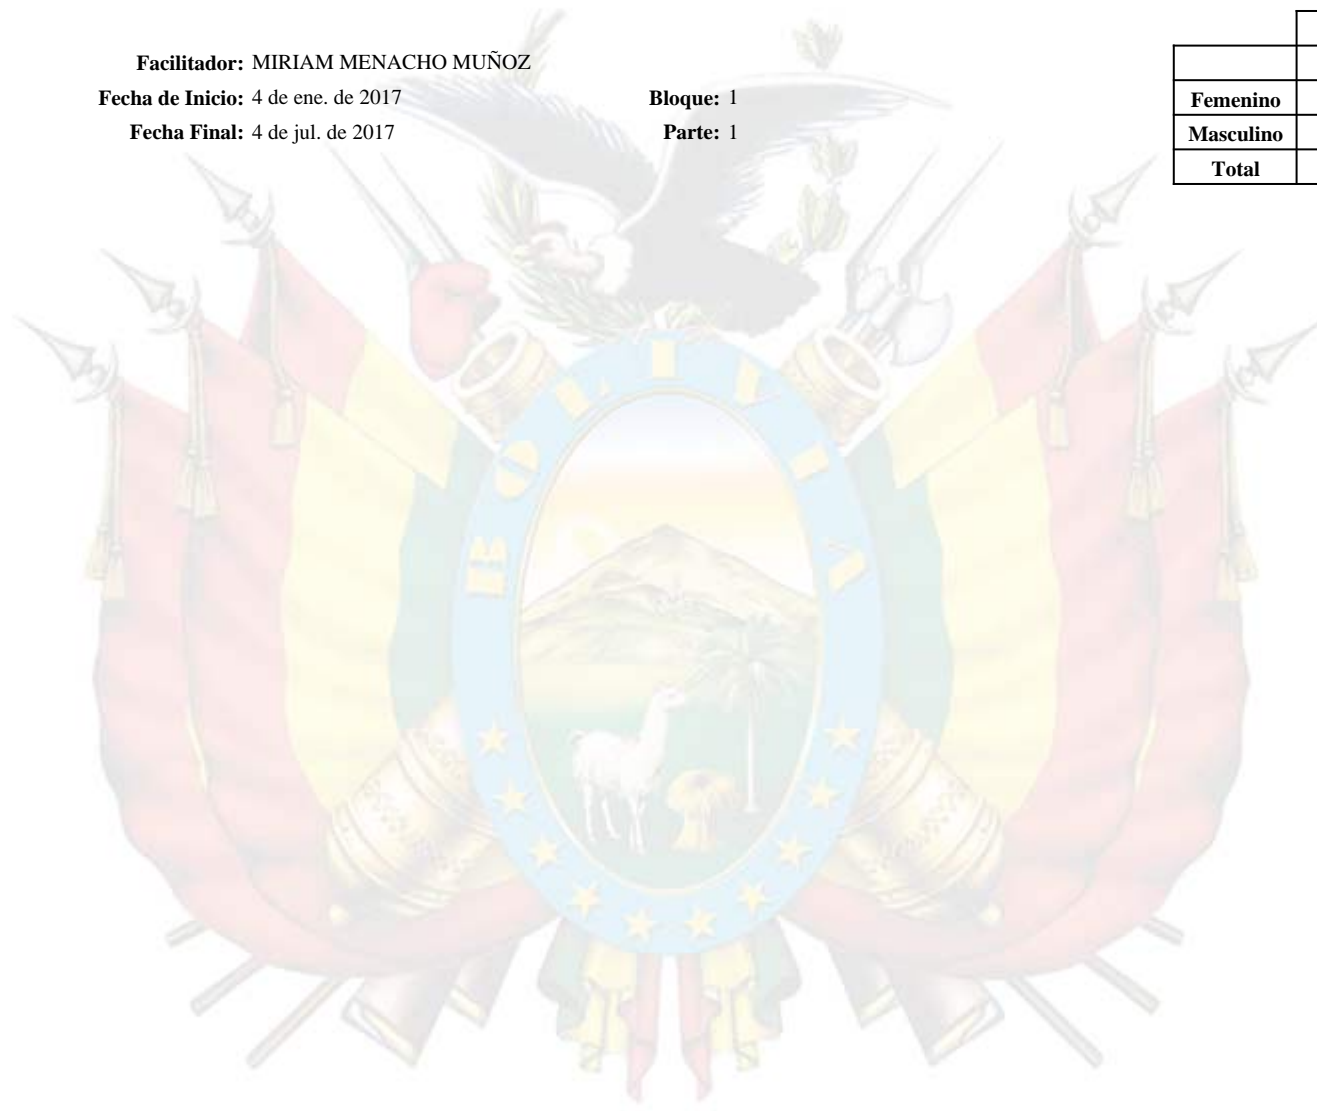 Facilitador: MIRIAM MENACHO MUÑOZ
Fecha de Inicio: 4 de ene. de 2017 Bloque: 1
Fecha Final: 4 de jul. de 2017 Parte: 1
Femenino
Masculino
Total
BOLIVIA